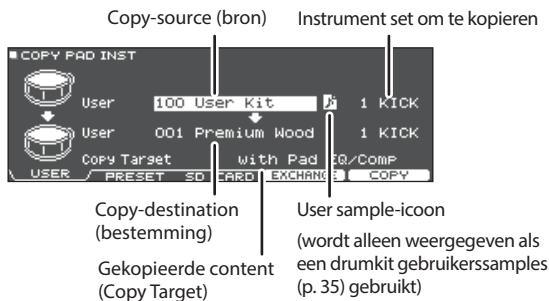 Copy-source (bron)
Instrument set om te kopieren
COPY PAD INST
User 100 User Kit 1 KICK
User 001 Premium Wood 1 KICK
Copy Target with Pad EQ/Comp
USER PRESET SD CARD EXCHANGE COPY
Copy-destination
(bestemming)
User sample-icoon
(wordt alleen weergegeven als
een drumkit gebruikerssamples
(p. 35) gebruikt)
Gekopieerde content
(Copy Target)